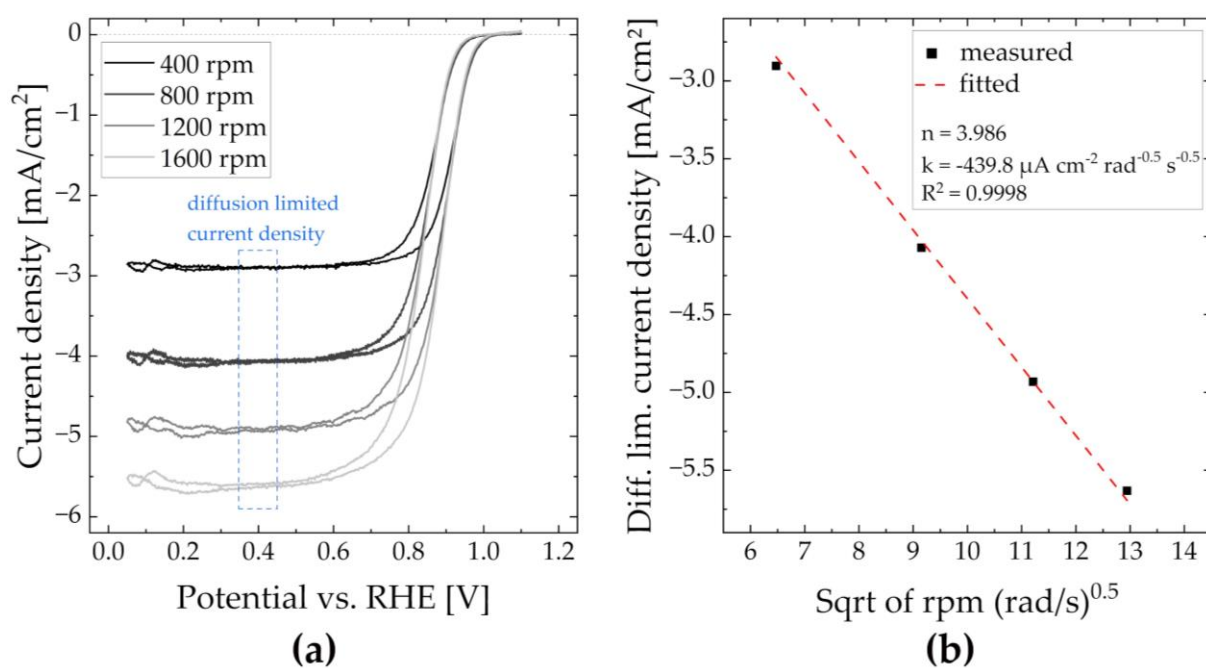 0
−1
−2
−3
−4
−5
−6
Current density [mA/cm²]
400 rpm
800 rpm
1200 rpm
1600 rpm
diffusion limited
current density
0.0 0.2 0.4 0.6 0.8 1.0 1.2
Potential vs. RHE [V]
(a)
−3.0
−3.5
−4.0
−4.5
−5.0
−5.5
Diff. lim. current density [mA/cm²]
measured
fitted
n = 3.986
k = -439.8 µA cm⁻² rad⁻⁰·⁵ s⁻⁰·⁵
R² = 0.9998
6 7 8 9 10 11 12 13 14
Sqrt of rpm (rad/s)⁰·⁵
(b)